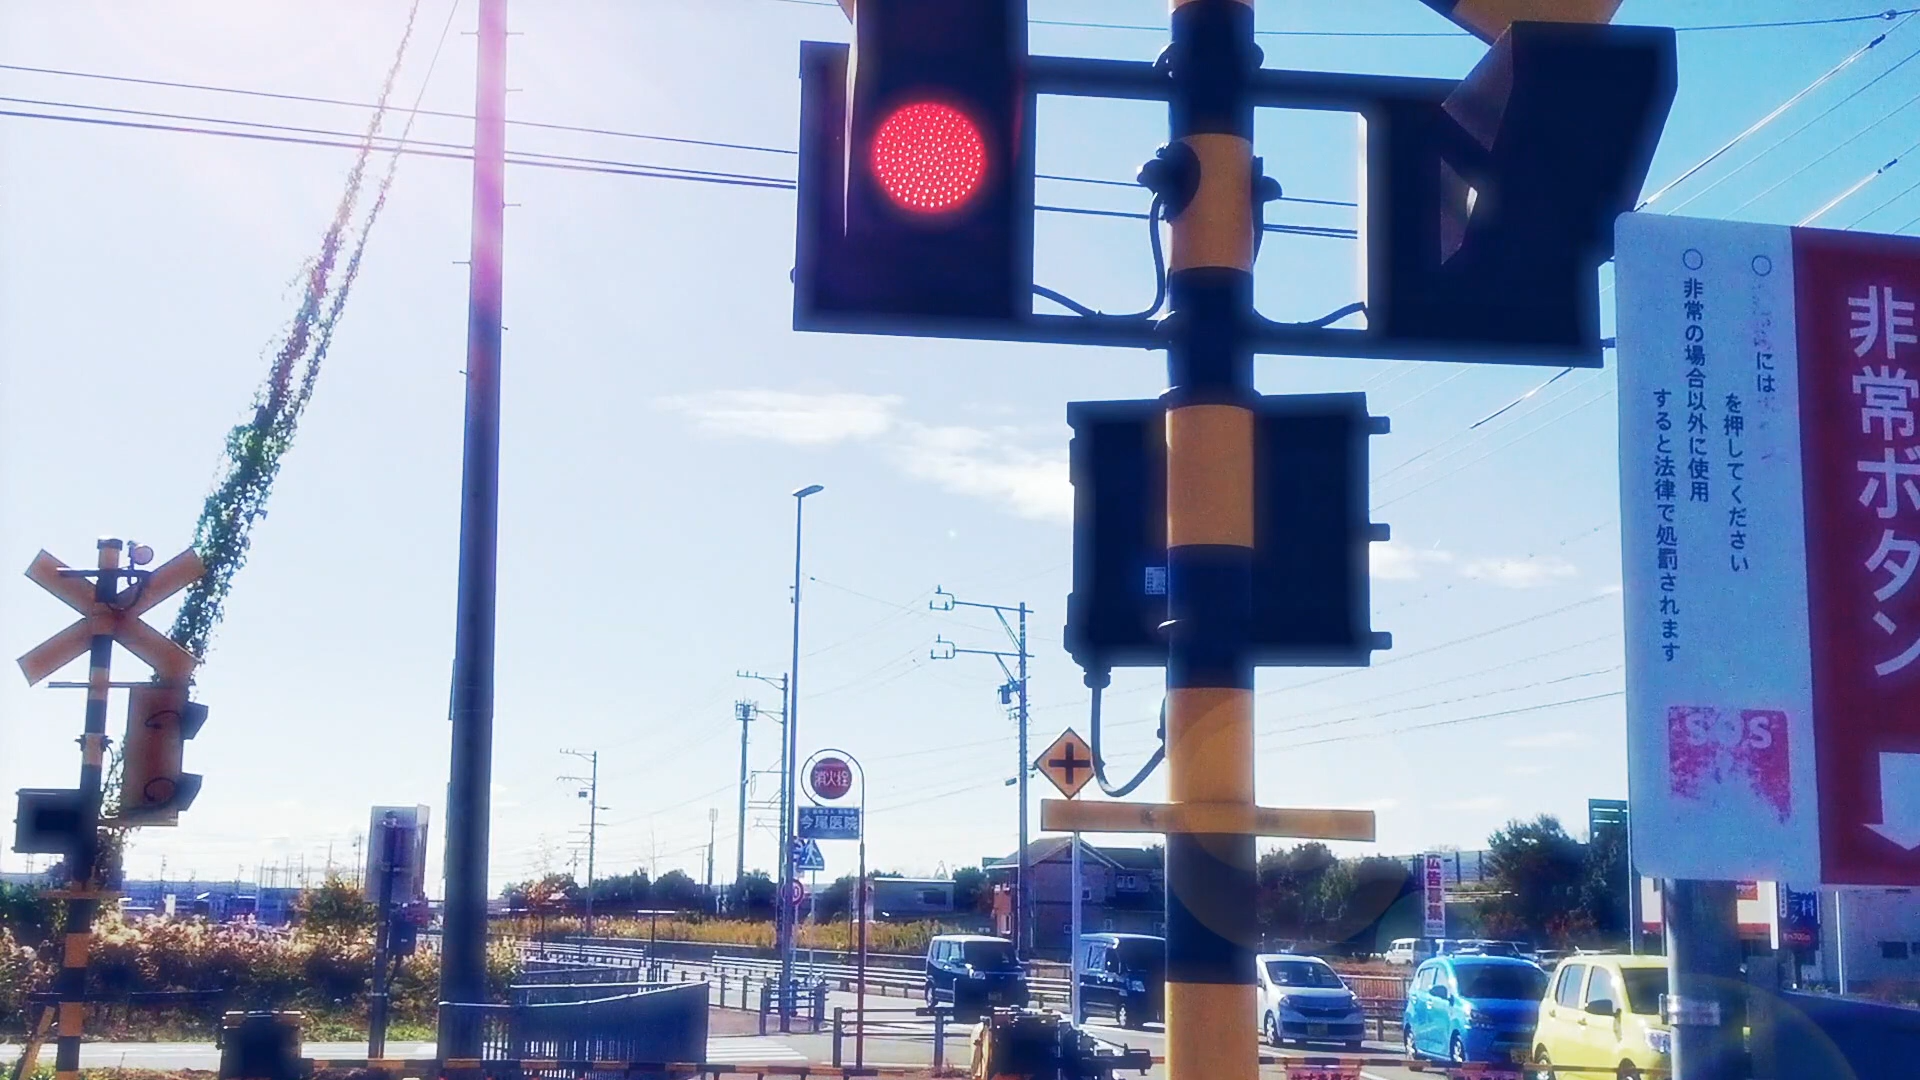 非常ボタン
には
を押してください
○非常の場合以外に使用
すると法律で処罰されます
SOS
消火栓
今尾医院
広告募集
科